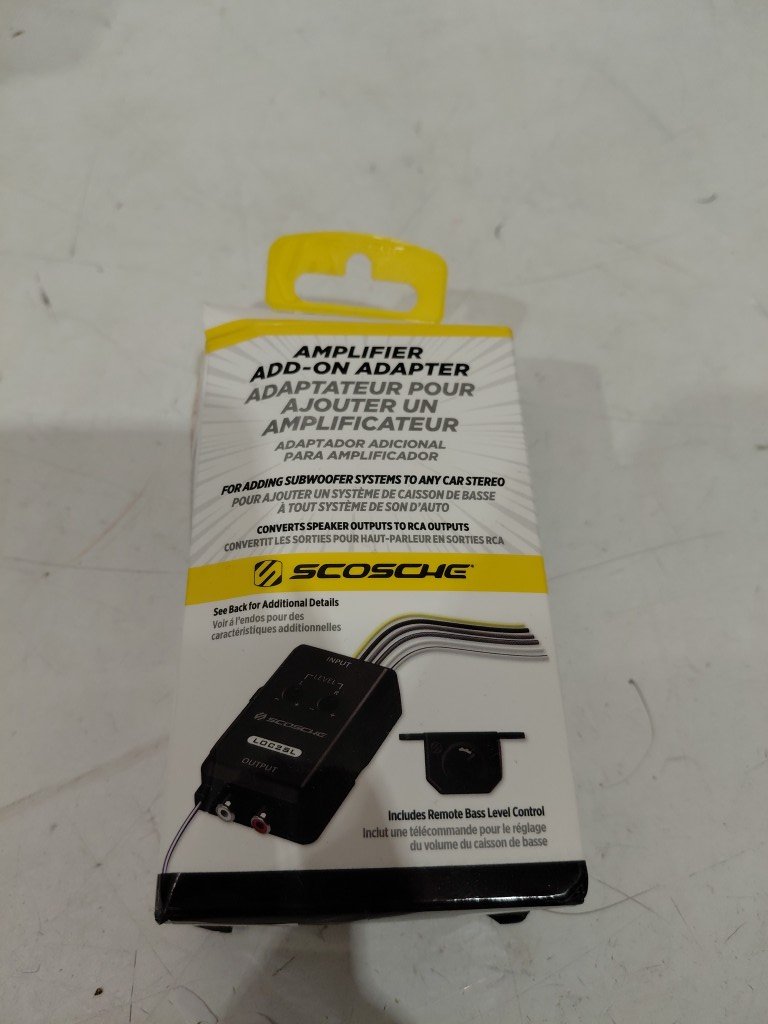 AMPLIFIER
ADD-ON ADAPTER
ADAPTATEUR POUR
AJOUTER UN
AMPLIFICATEUR
ADAPTADOR ADICIONAL
PARA AMPLIFICADOR
FOR ADDING SUBWOOFER SYSTEMS TO ANY CAR STEREO
POUR AJOUTER UN SYSTÈME DE CAISSON DE BASSE
À TOUT SYSTÈME DE SON D'AUTO
CONVERTS SPEAKER OUTPUTS TO RCA OUTPUTS
CONVERTIT LES SORTIES POUR HAUT-PARLEUR EN SORTIES RCA
SCOSCHE
See Back for Additional Details
Voir à l'endos pour des
caractéristiques additionnelles
INPUT
LEVEL
L R
- + - +
SCOSCHE
LOC2SL
OUTPUT
Includes Remote Bass Level Control
Inclut une télécommande pour le réglage
du volume du caisson de basse